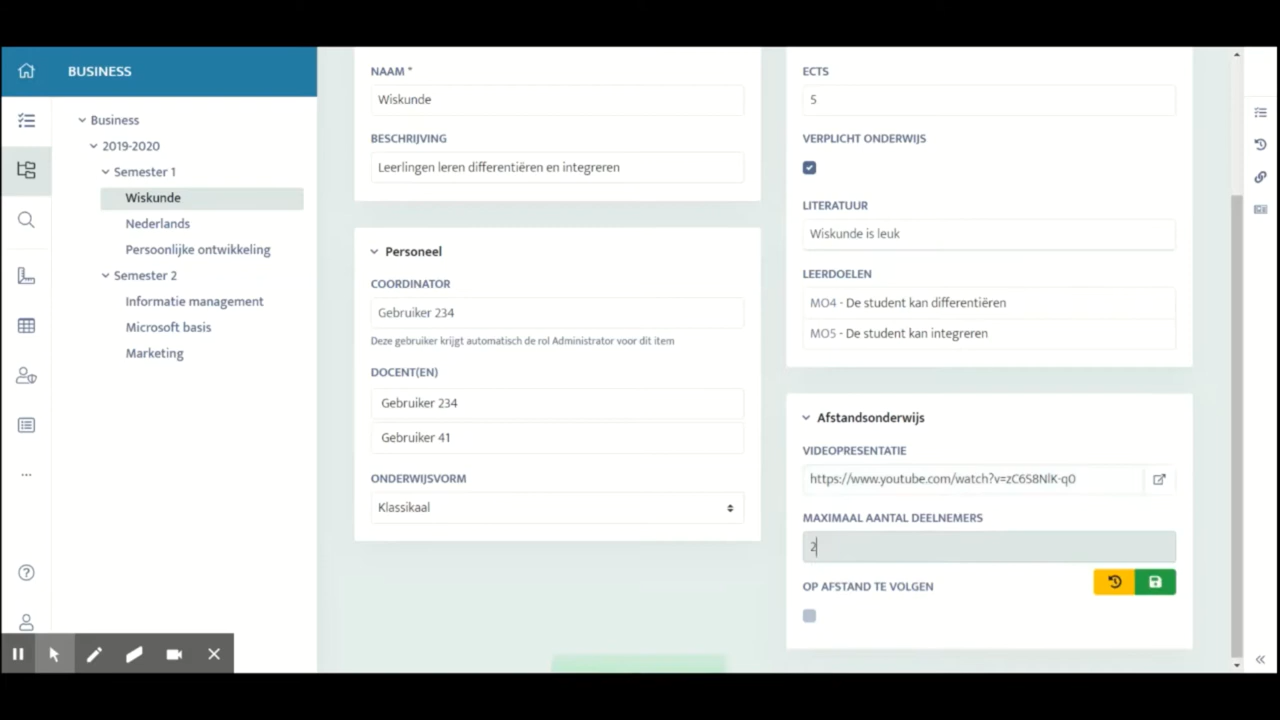 BUSINESS
Business
2019-2020
Semester 1
Wiskunde
Nederlands
Persoonlijke ontwikkeling
Semester 2
Informatie management
Microsoft basis
Marketing
NAAM *
Wiskunde
BESCHRIJVING
Leerlingen leren differentiëren en integreren
Personeel
COORDINATOR
Gebruiker 234
Deze gebruiker krijgt automatisch de rol Administrator voor dit item
DOCENT(EN)
Gebruiker 234
Gebruiker 41
ONDERWIJSVORM
Klassikaal
ECTS
5
VERPLICHT ONDERWIJS
LITERATUUR
Wiskunde is leuk
LEERDOELEN
MO4 - De student kan differentiëren
MO5 - De student kan integreren
Afstandsonderwijs
VIDEOPRESENTATIE
https://www.youtube.com/watch?v=zC6S8NlK-q0
MAXIMAAL AANTAL DEELNEMERS
2
OP AFSTAND TE VOLGEN